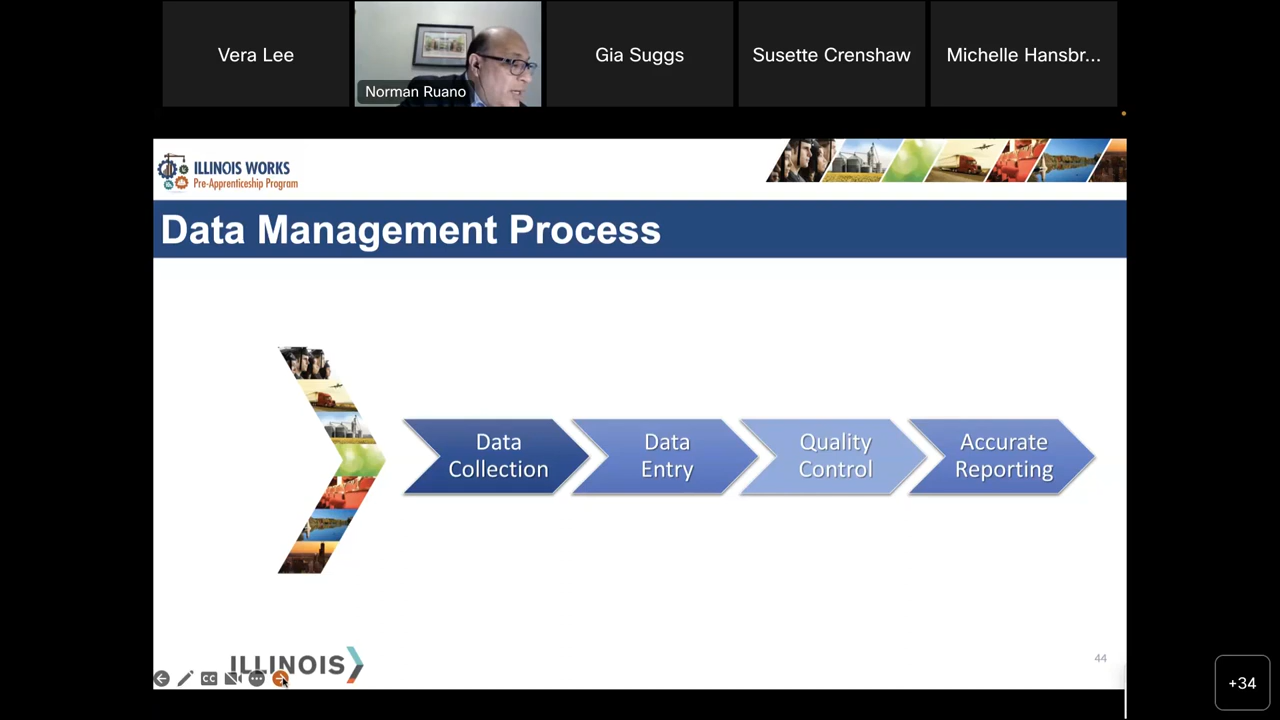 Vera Lee
Norman Ruano
Gia Suggs
Susette Crenshaw
Michelle Hansbr...
ILLINOIS WORKS
Pre-Apprenticeship Program
Data Management Process
Data
Collection
Data
Entry
Quality
Control
Accurate
Reporting
ILLINOIS
CC
44
+34